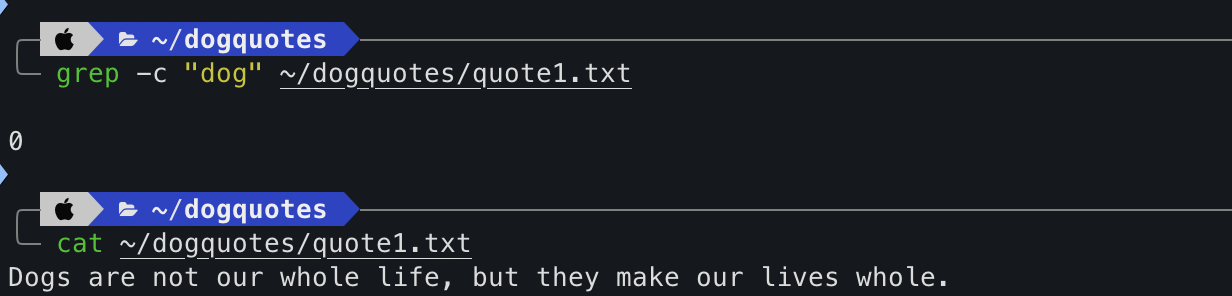 ~/dogquotes
grep -c "dog" ~/dogquotes/quote1.txt
0
~/dogquotes
cat ~/dogquotes/quote1.txt
Dogs are not our whole life, but they make our lives whole.